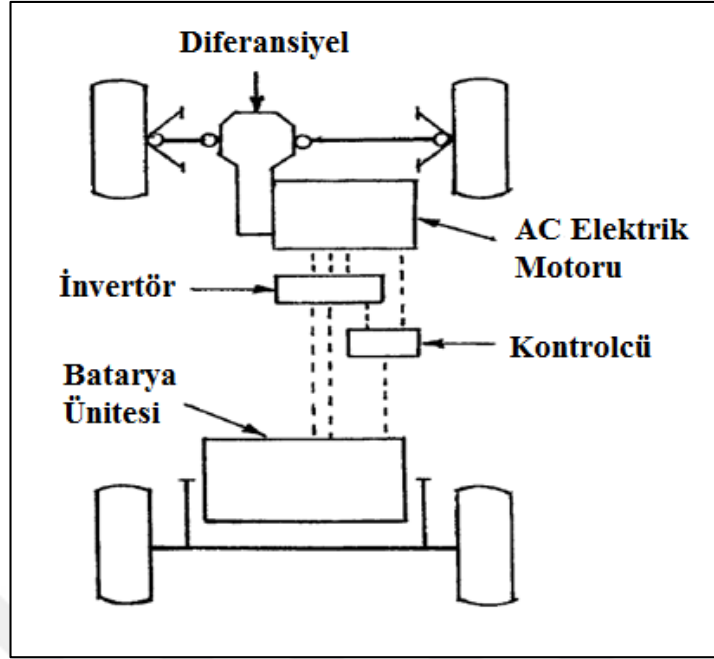 Diferansiyel
AC Elektrik
Motoru
İnvertör
Kontrolcü
Batarya
Ünitesi